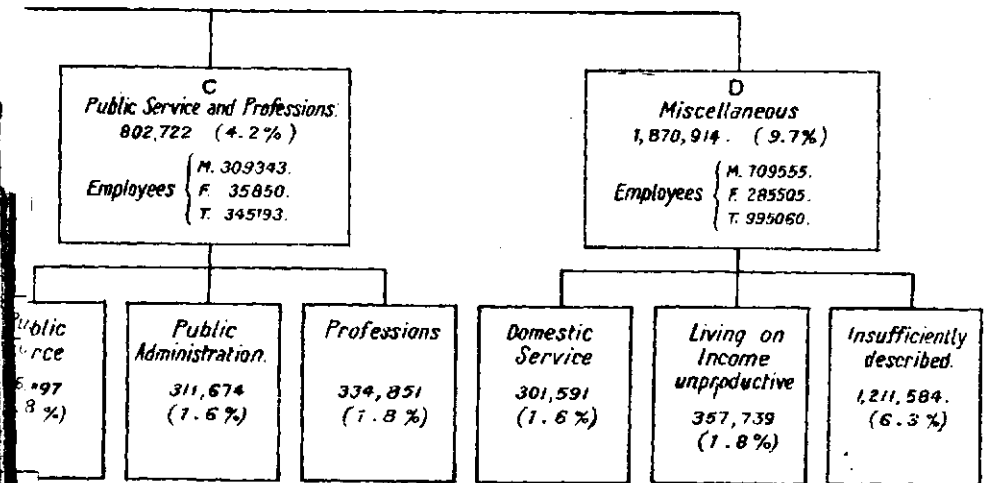 C
Public Service and Professions.
802,722 (4.2%)
Employees
M. 309343.
F. 35850.
T. 345193.
D
Miscellaneous
1,870,914. (9.7%)
Employees
M. 709555.
F. 285505.
T. 995060.
Public
Administration.
311,674
(1.6%)
Professions
334,851
(1.8%)
Domestic
Service
301,591
(1.6%)
Living on
Income
unproductive
357,739
(1.8%)
Insufficiently
described.
1,211,584.
(6.3%)